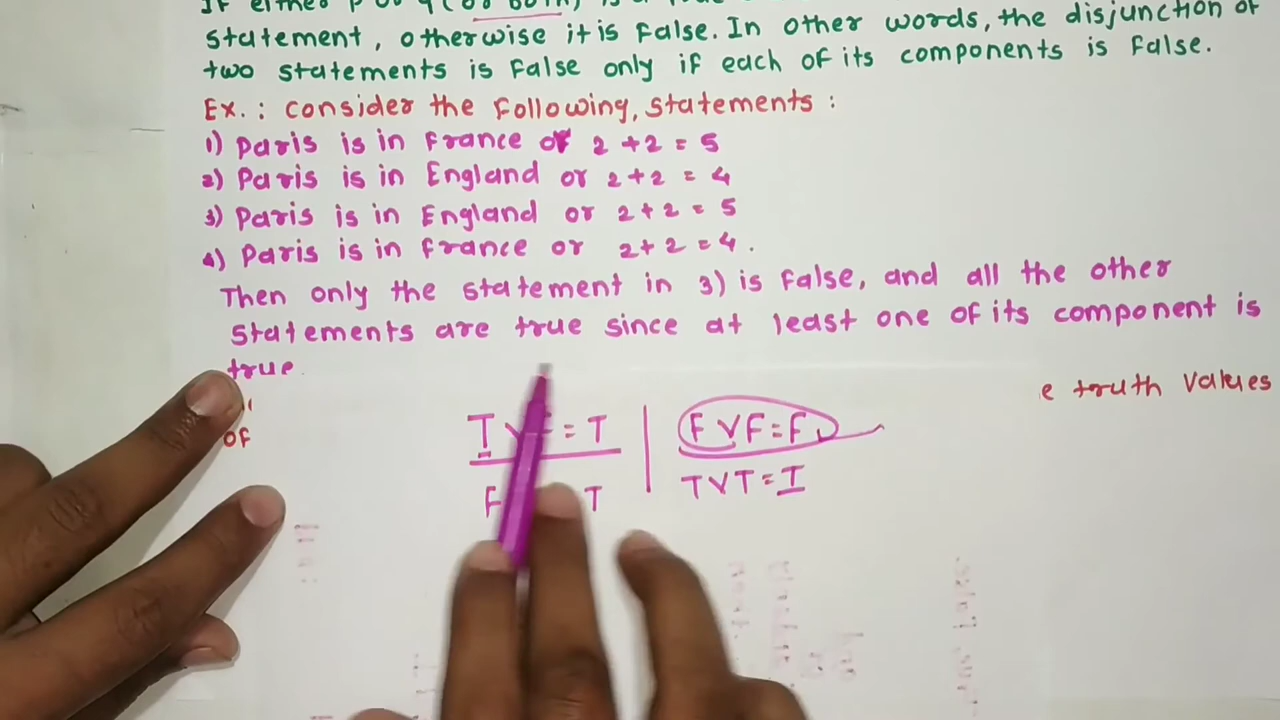 statement, otherwise it is False. In other words, the disjunction of
two statements is False only if each of its components is False.
Ex. : consider the Following, statements :
1) Paris is in France or 2 + 2 = 5
2) Paris is in England or 2 + 2 = 4
3) Paris is in England or 2 + 2 = 5
4) Paris is in france or 2 + 2 = 4 .
Then only the statement in 3) is False, and all the other
statements are true since at least one of its component is
true.
e truth Values
OF
T = T
F V F = F
F T
T V T = T